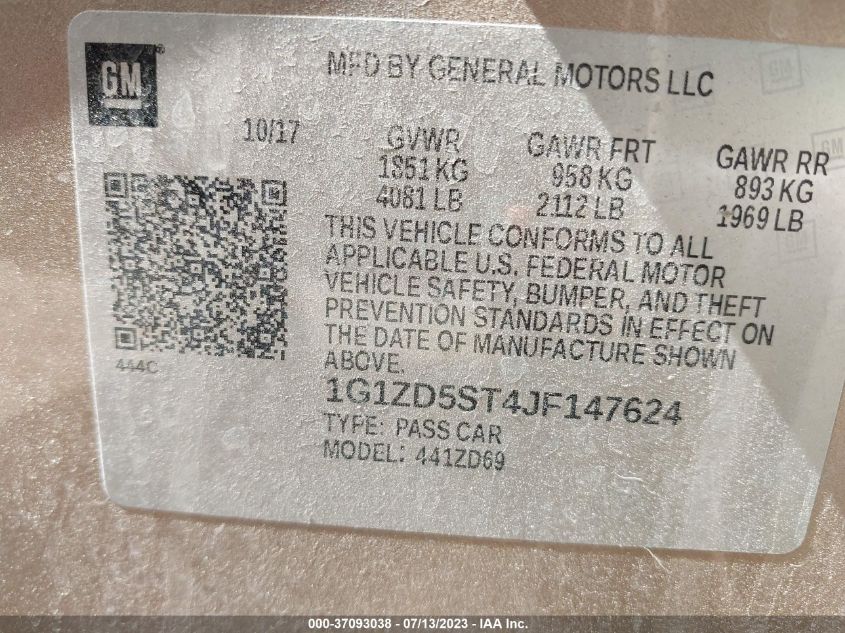 GM
MFD BY GENERAL MOTORS LLC
10/17
GVWR
1851 KG
4081 LB
GAWR FRT
958 KG
2112 LB
GAWR RR
893 KG
1969 LB
THIS VEHICLE CONFORMS TO ALL
APPLICABLE U.S. FEDERAL MOTOR
VEHICLE SAFETY, BUMPER, AND THEFT
PREVENTION STANDARDS IN EFFECT ON
THE DATE OF MANUFACTURE SHOWN
ABOVE.
444C
1G1ZD5ST4JF147624
TYPE: PASS CAR
MODEL: 441ZD69
000-37093038 - 07/13/2023 - IAA Inc.